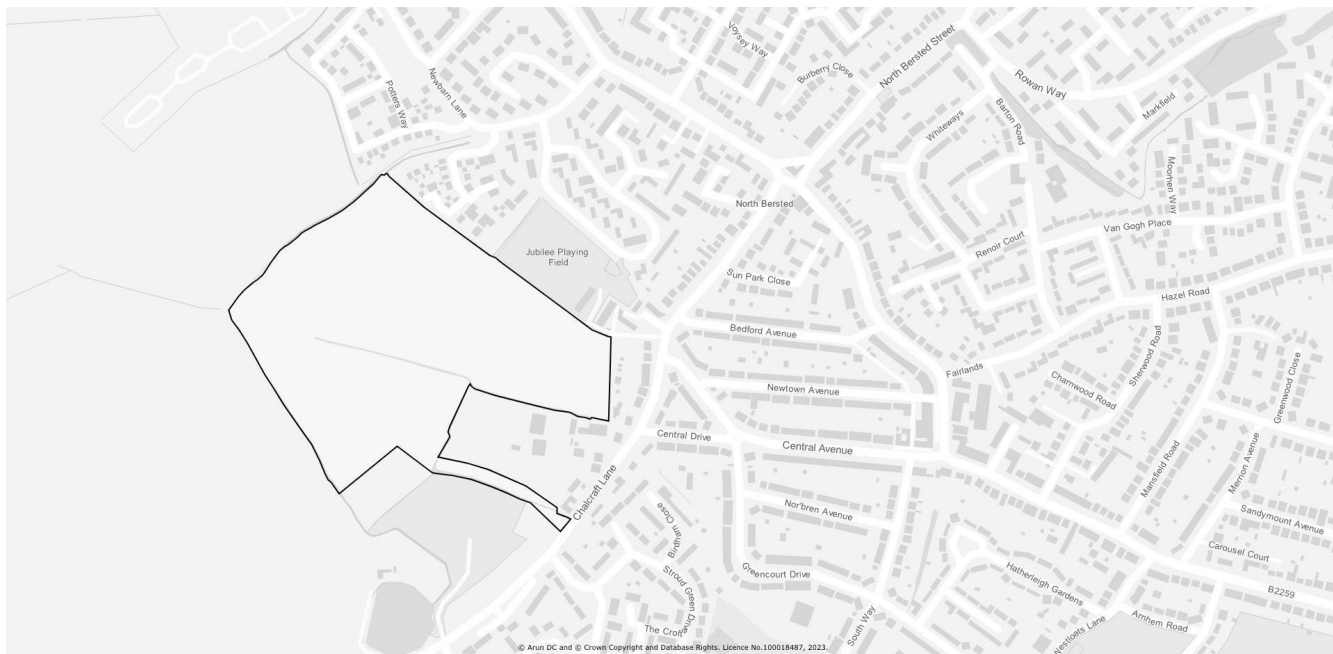 Voysey Way
North Bersted Street
Burberry Close
Newbarn Lane
Potters Way
Rowan Way
Markfield
Whiteways
Barton Road
Moorhen Way
North Bersted
Van Gogh Place
Renoir Court
Jubilee Playing
Field
Sun Park Close
Hazel Road
Bedford Avenue
Sherwood Road
Greenwood Close
Fairlands
Charnwood Road
Newtown Avenue
Central Drive
Central Avenue
Mansfield Road
Merrion Avenue
Chalcraft Lane
Nor'bren Avenue
Birdham Close
Sandymount Avenue
Carousel Court
Stroud Green Drive
Greencourt Drive
Hatherleigh Gardens
B2259
South Way
Westloats Lane
Arnhem Road
The Croft
© Arun DC and © Crown Copyright and Database Rights. Licence No.100018487, 2023.